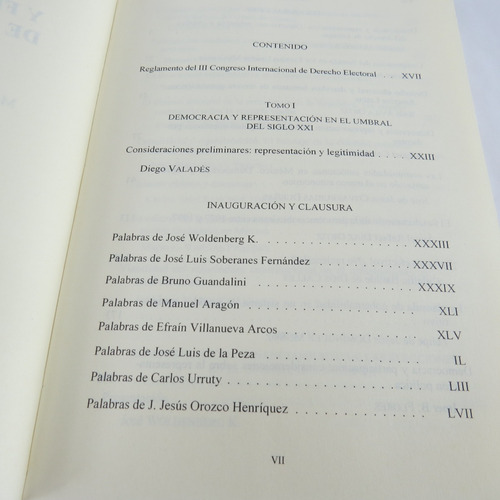 CONTENIDO
Reglamento del III Congreso Internacional de Derecho Electoral . . . XVII
TOMO I
DEMOCRACIA Y REPRESENTACIÓN EN EL UMBRAL
DEL SIGLO XXI
Consideraciones preliminares: representación y legitimidad . . . . XXIII
Diego VALADÉS
INAUGURACIÓN Y CLAUSURA
Palabras de José Woldenberg K. . . . . . . . . . . . . . . . XXXIII
Palabras de José Luis Soberanes Fernández . . . . . . . . . . XXXVII
Palabras de Bruno Guandalini . . . . . . . . . . . . . . . . XXXIX
Palabras de Manuel Aragón . . . . . . . . . . . . . . . . . XLI
Palabras de Efraín Villanueva Arcos . . . . . . . . . . . . . XLV
Palabras de José Luis de la Peza . . . . . . . . . . . . . . . IL
Palabras de Carlos Urruty . . . . . . . . . . . . . . . . . . LIII
Palabras de J. Jesús Orozco Henríquez . . . . . . . . . . . . LVII
VII